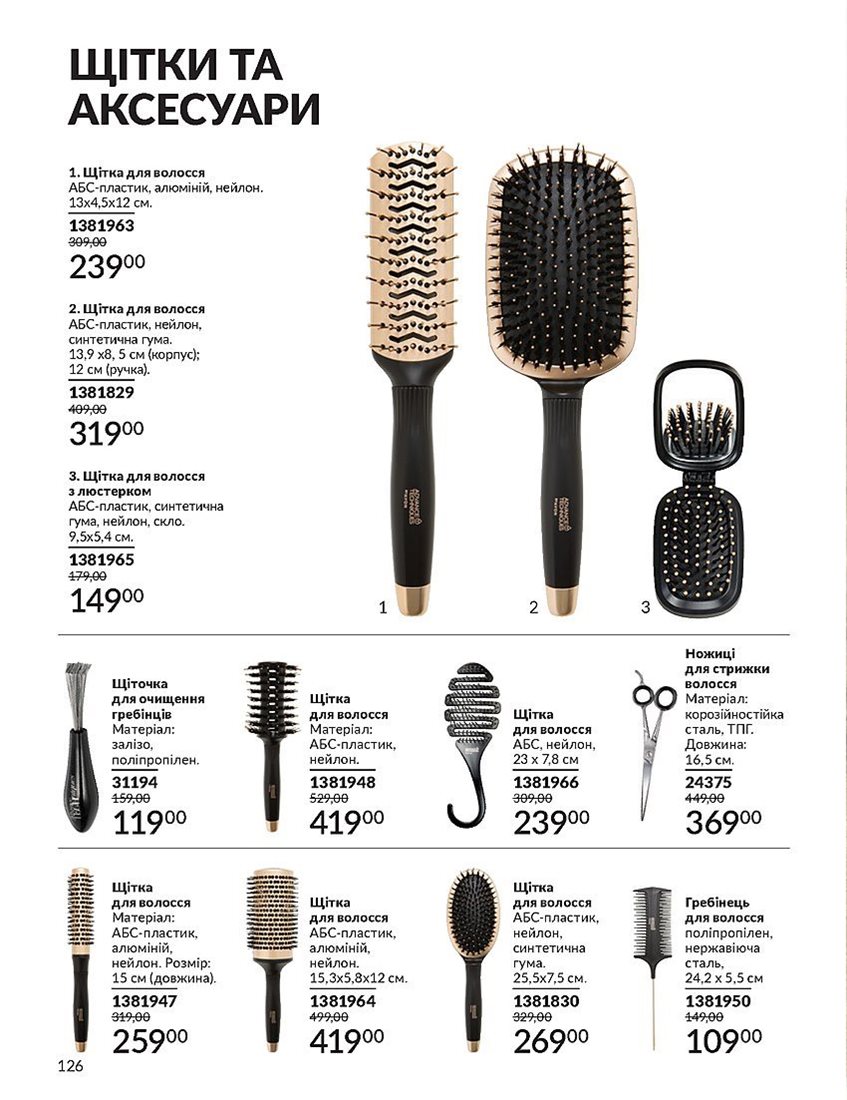 ЩІТКИ ТА
АКСЕСУАРИ
1. Щітка для волосся
АБС-пластик, алюміній, нейлон.
13х4,5х12 см.
1381963
309,00
239⁰⁰
2. Щітка для волосся
АБС-пластик, нейлон,
синтетична гума.
13,9 х8, 5 см (корпус);
12 см (ручка).
1381829
409,00
319⁰⁰
3. Щітка для волосся
з люстерком
АБС-пластик, синтетична
гума, нейлон, скло.
9,5х5,4 см.
1381965
179,00
149⁰⁰
ADVANCE
TECHNIQUES
ADVANCE
TECHNIQUES
1
2
3
Щіточка
для очищення
гребінців
Матеріал:
залізо,
поліпропілен.
31194
159,00
119⁰⁰
Щітка
для волосся
Матеріал:
АБС-пластик,
нейлон.
1381948
529,00
419⁰⁰
Щітка
для волосся
АБС, нейлон,
23 х 7,8 см
1381966
309,00
239⁰⁰
Ножиці
для стрижки
волосся
Матеріал:
корозійностійка
сталь, ТПГ.
Довжина:
16,5 см.
24375
449,00
369⁰⁰
Щітка
для волосся
Матеріал:
АБС-пластик,
алюміній,
нейлон. Розмір:
15 см (довжина).
1381947
319,00
259⁰⁰
Щітка
для волосся
АБС-пластик,
алюміній,
нейлон.
15,3х5,8х12 см.
1381964
499,00
419⁰⁰
Щітка
для волосся
АБС-пластик,
нейлон,
синтетична
гума.
25,5х7,5 см.
1381830
329,00
269⁰⁰
Гребінець
для волосся
поліпропілен,
нержавіюча
сталь,
24,2 х 5,5 см
1381950
149,00
109⁰⁰
126